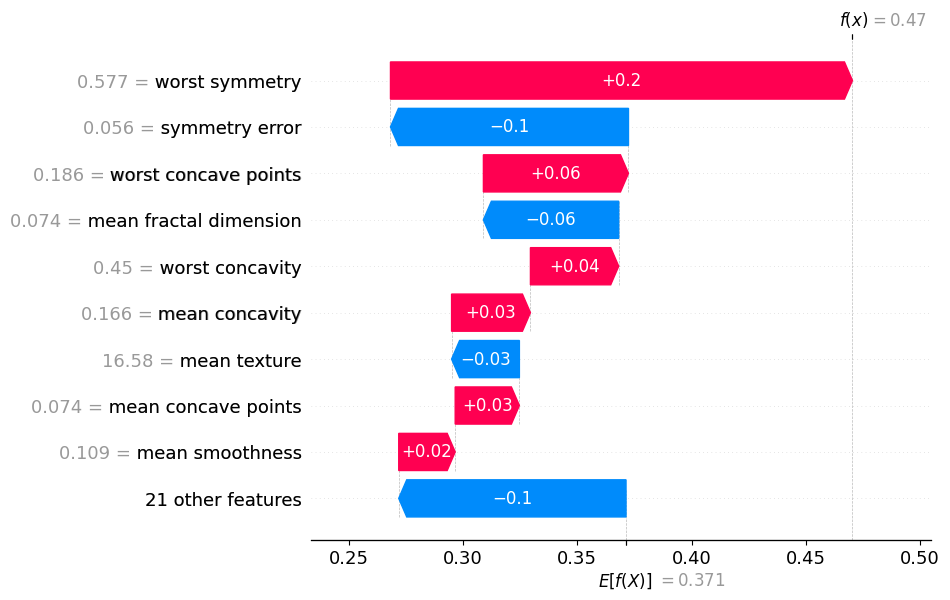 f(x) = 0.47
0.577 = worst symmetry
+0.2
0.056 = symmetry error
−0.1
0.186 = worst concave points
+0.06
0.074 = mean fractal dimension
−0.06
0.45 = worst concavity
+0.04
0.166 = mean concavity
+0.03
16.58 = mean texture
−0.03
0.074 = mean concave points
+0.03
0.109 = mean smoothness
+0.02
21 other features
−0.1
0.25 0.30 0.35 0.40 0.45 0.50
E[f(X)] = 0.371